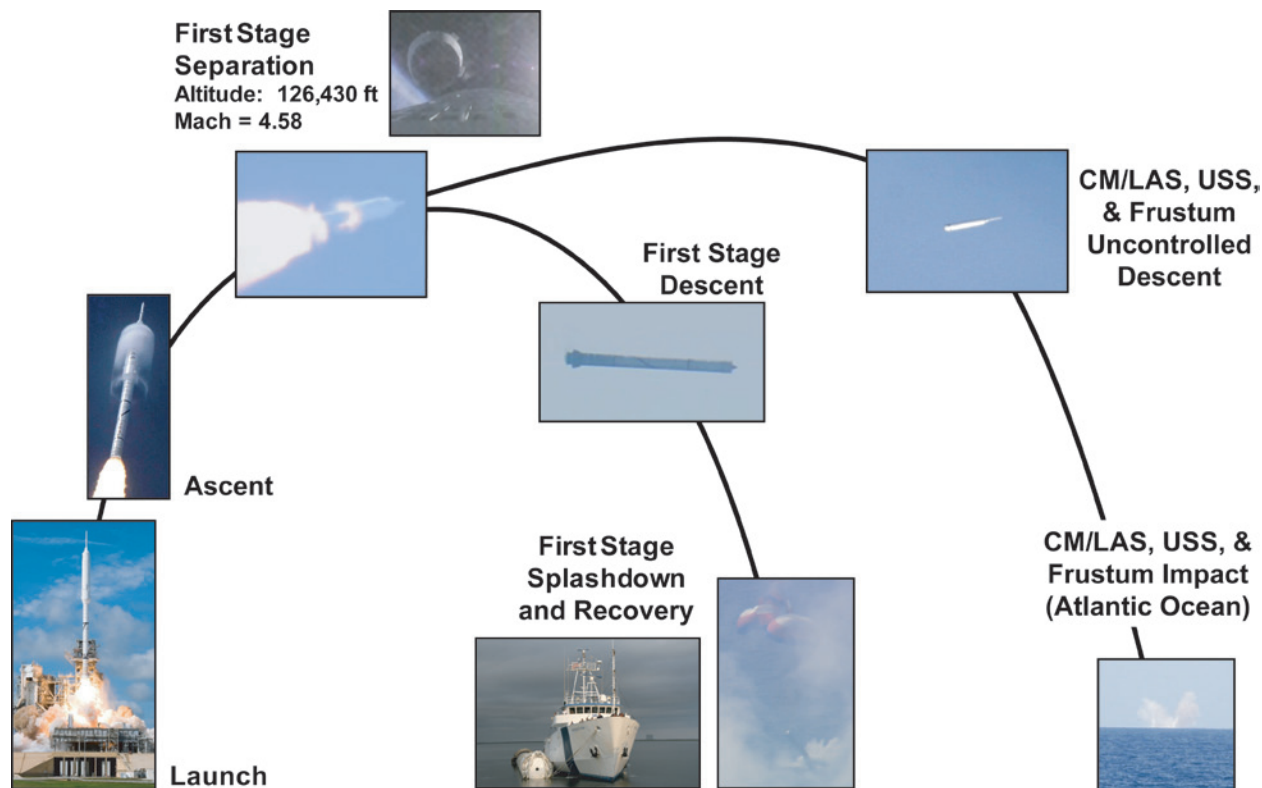 First Stage
Separation
Altitude: 126,430 ft
Mach = 4.58
CM/LAS, USS,
& Frustum
Uncontrolled
Descent
First Stage
Descent
Ascent
First Stage
Splashdown
and Recovery
CM/LAS, USS, &
Frustum Impact
(Atlantic Ocean)
Launch